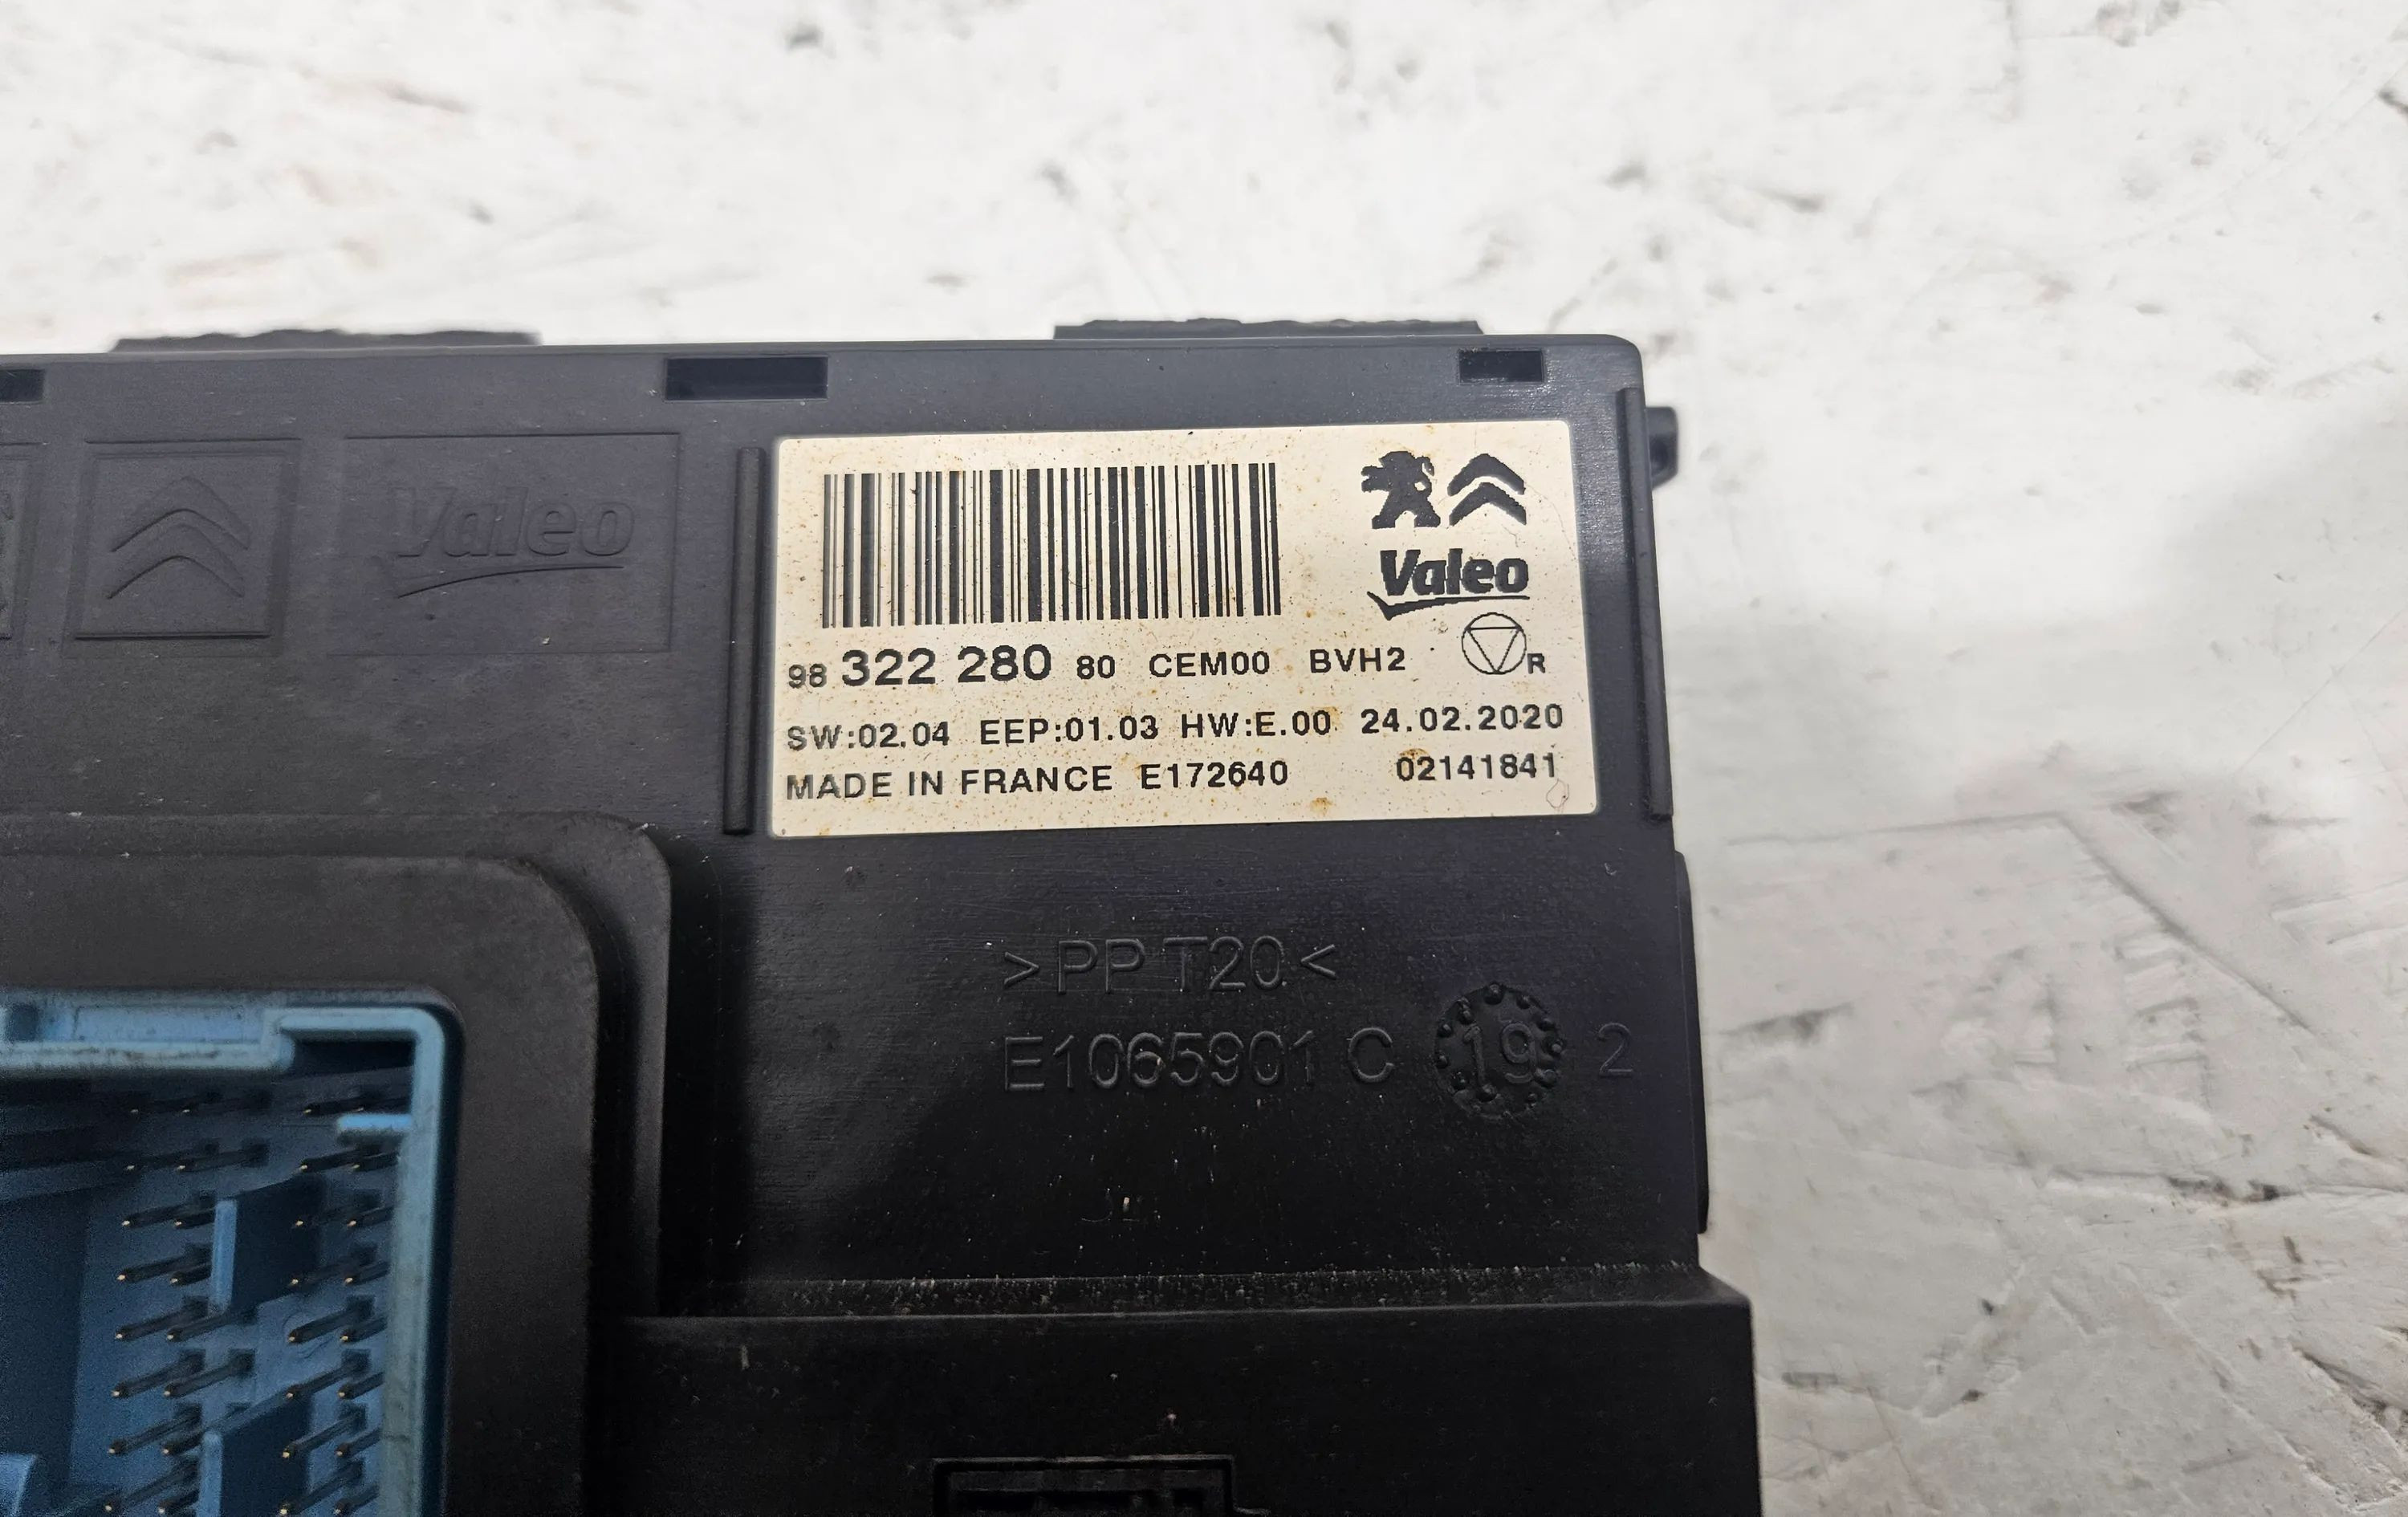 Valeo
Valeo
98 322 280 80 CEM00 BVH2 R
SW:02.04 EEP:01.03 HW:E.00 24.02.2020
MADE IN FRANCE E172640 02141841
>PP T20<
E1065901 C 19 2